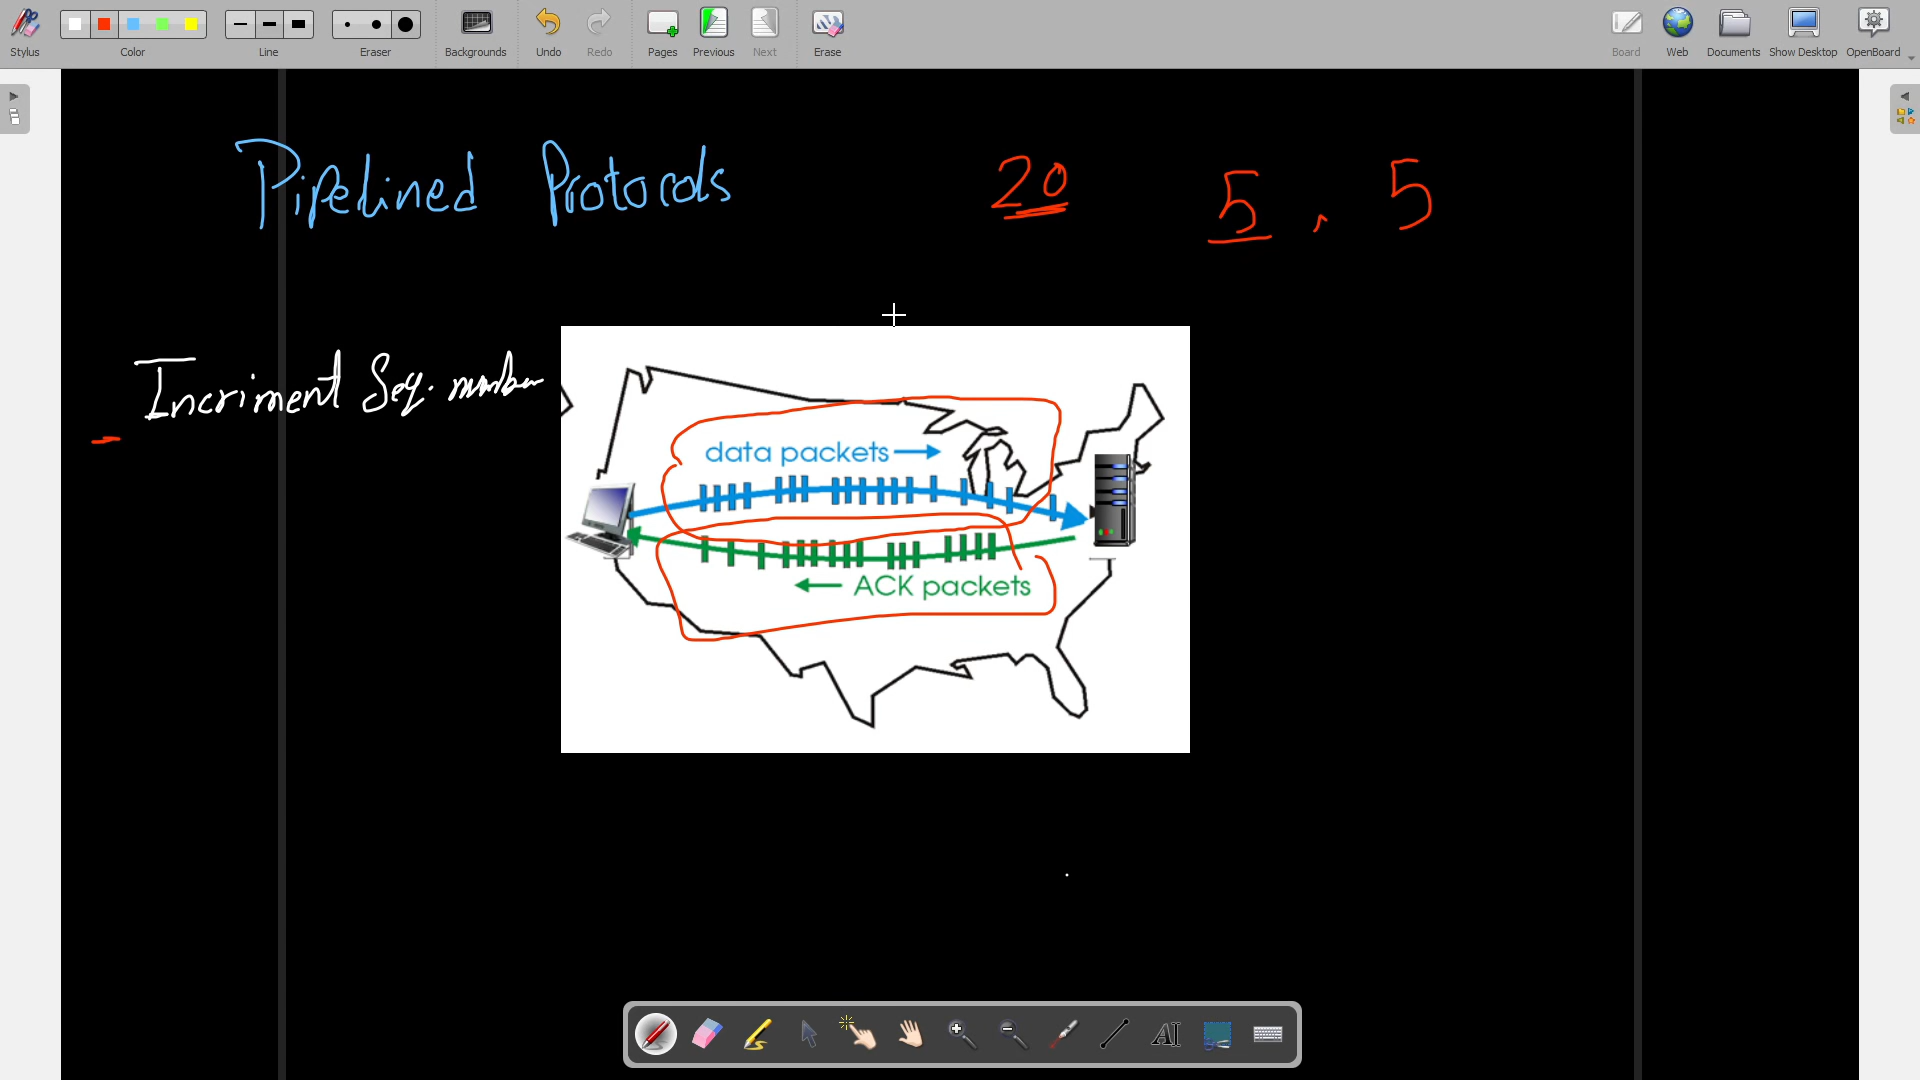 Stylus Color Line Eraser Backgrounds Undo Redo Pages Previous Next Erase Board Web Documents Show Desktop OpenBoard
Pipelined Protocols 20 5, 5
Incriment Seq. number
data packets
ACK packets
AI